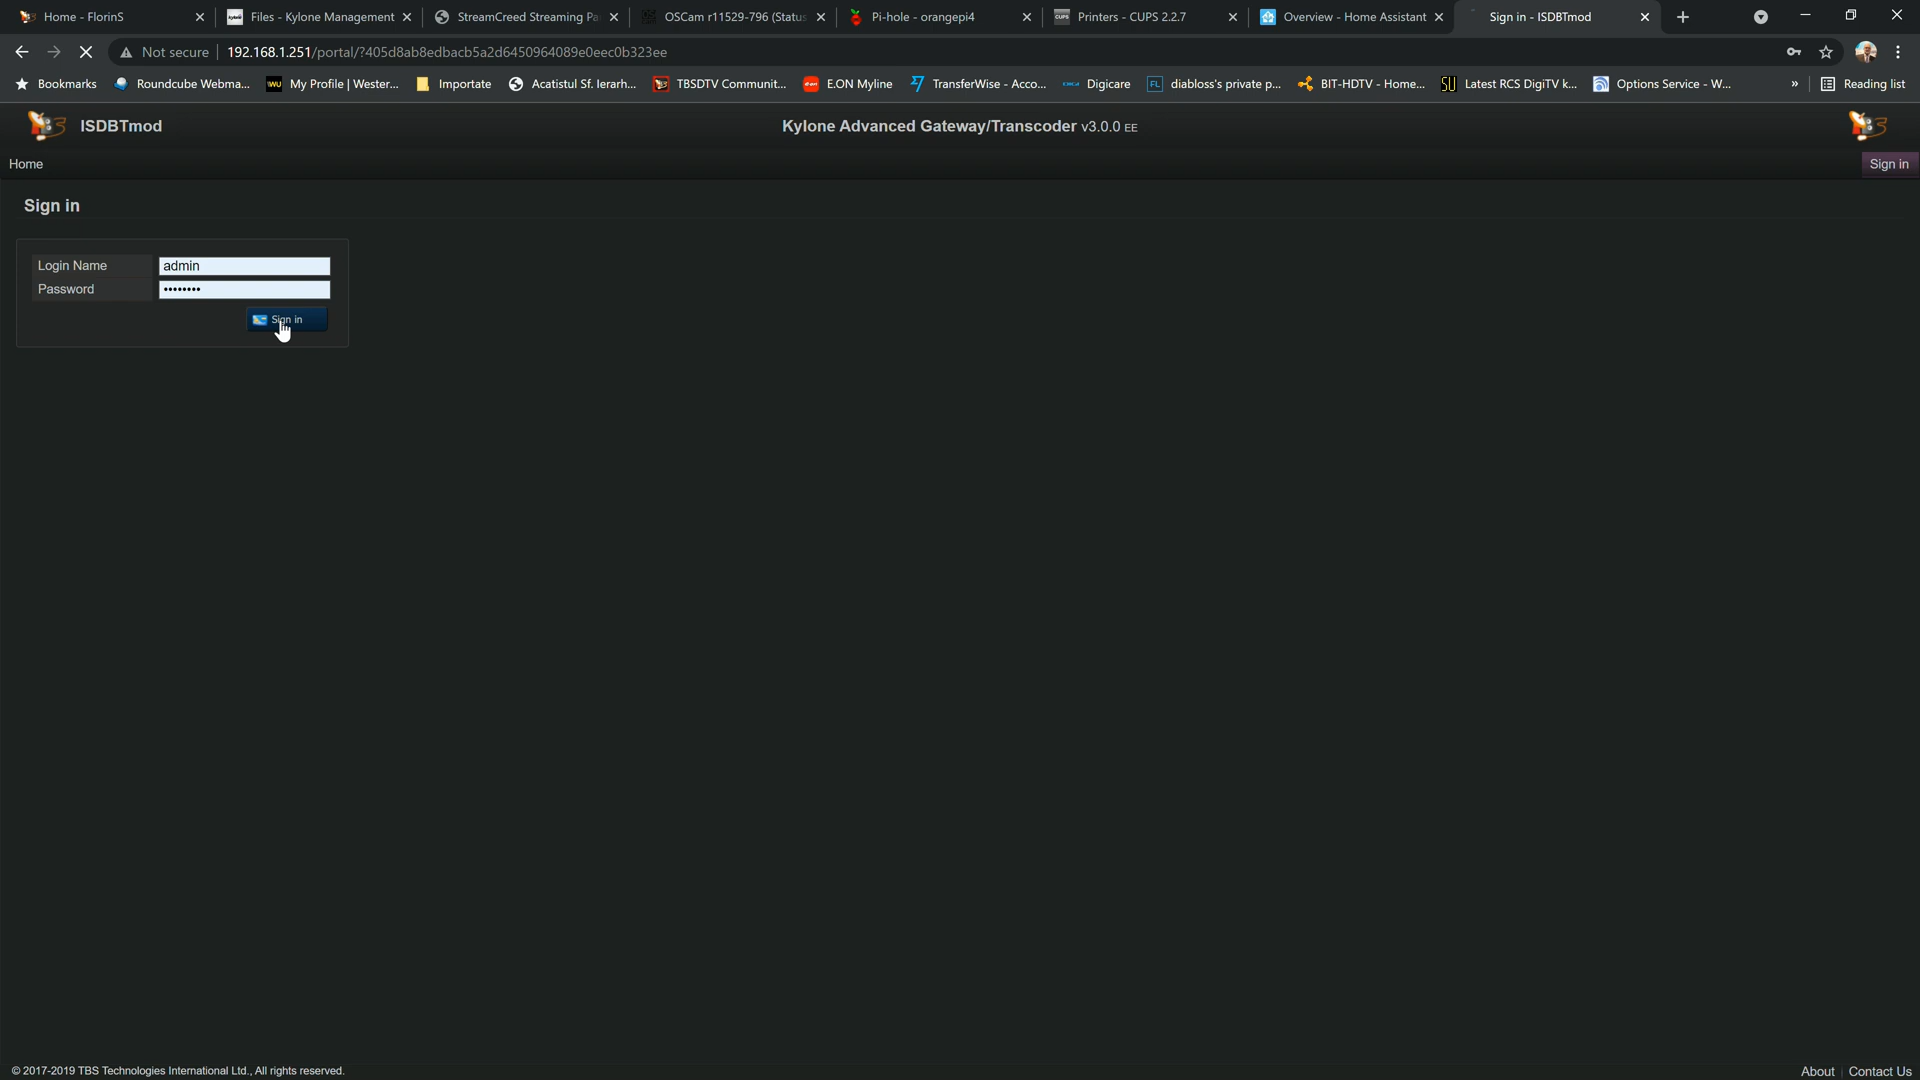 Home - FlorinS
Files - Kylone Management
StreamCreed Streaming Pa
OSCam r11529-796 (Status
Pi-hole - orangepi4
CUPS
Printers - CUPS 2.2.7
Overview - Home Assistant
Sign in - ISDBTmod
Not secure
192.168.1.251/portal/?405d8ab8edbacb5a2d6450964089e0eec0b323ee
Bookmarks
Roundcube Webma...
WU
My Profile | Wester...
Importate
Acatistul Sf. Ierarh...
TBSDTV Communit...
E.ON Myline
TransferWise - Acco...
Digicare
FL
diabloss's private p...
BIT-HDTV - Home...
SU
Latest RCS DigiTV k...
Options Service - W...
»
Reading list
ISDBTmod
Kylone Advanced Gateway/Transcoder v3.0.0 EE
Home
Sign in
Sign in
Login Name
admin
Password
••••••••
Sign in
© 2017-2019 TBS Technologies International Ltd., All rights reserved.
About
Contact Us